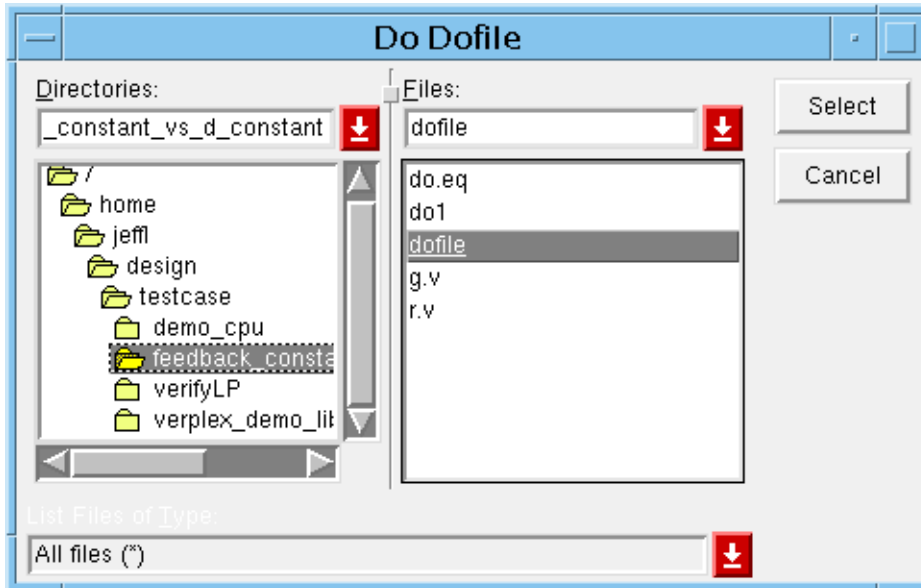 Do Dofile
Directories:
_constant_vs_d_constant
/
home
jeffl
design
testcase
demo_cpu
feedback_consta
verifyLP
verplex_demo_lib
Files:
dofile
do.eq
do1
dofile
g.v
r.v
Select
Cancel
List Files of Type:
All files (*)